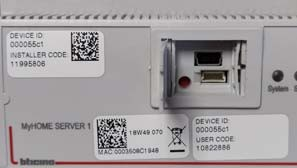 DEVICE ID:
000055c1
INSTALLER CODE:
11995806
System
MyHOME SERVER 1
18W49 070
MAC:0003508C1948
DEVICE ID:
000055c1
USER CODE:
10822886
bticino